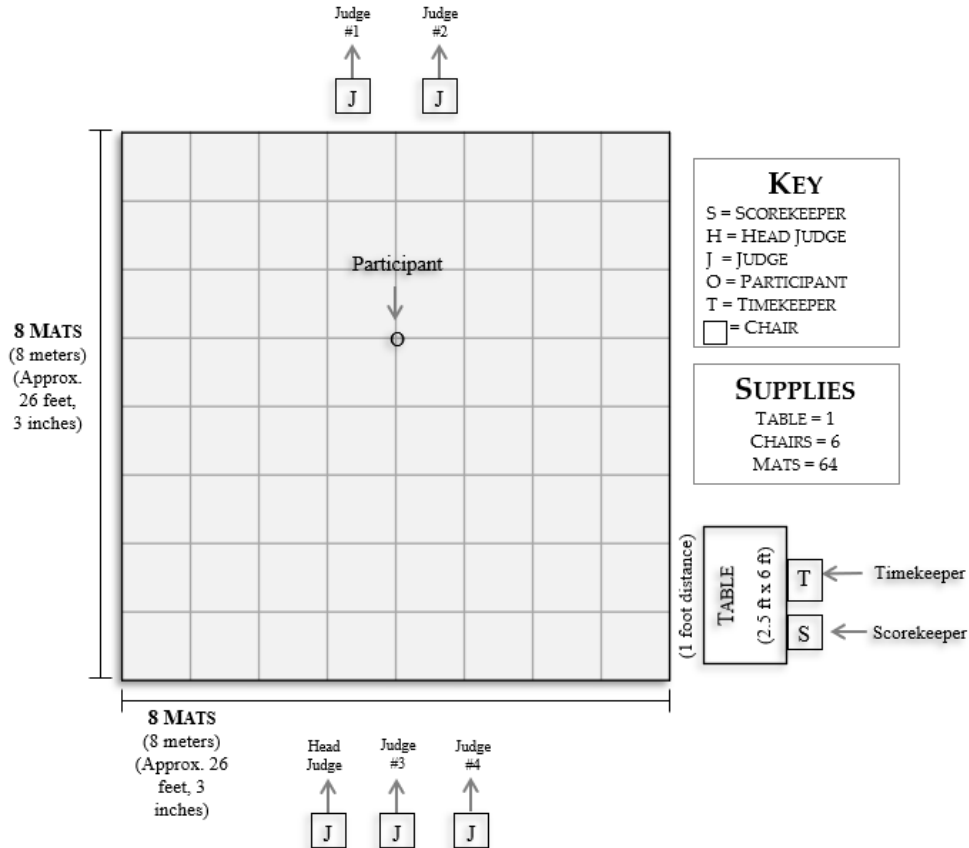 Judge
#1
Judge
#2
J
J
KEY
S = SCOREKEEPER
H = HEAD JUDGE
J = JUDGE
O = PARTICIPANT
T = TIMEKEEPER
= CHAIR
Participant
O
8 MATS
(8 meters)
(Approx.
26 feet,
3 inches)
SUPPLIES
TABLE = 1
CHAIRS = 6
MATS = 64
(1 foot distance)
TABLE
(2.5 ft x 6 ft)
T
Timekeeper
S
Scorekeeper
8 MATS
(8 meters)
(Approx. 26
feet, 3
inches)
Head
Judge
Judge
#3
Judge
#4
J
J
J